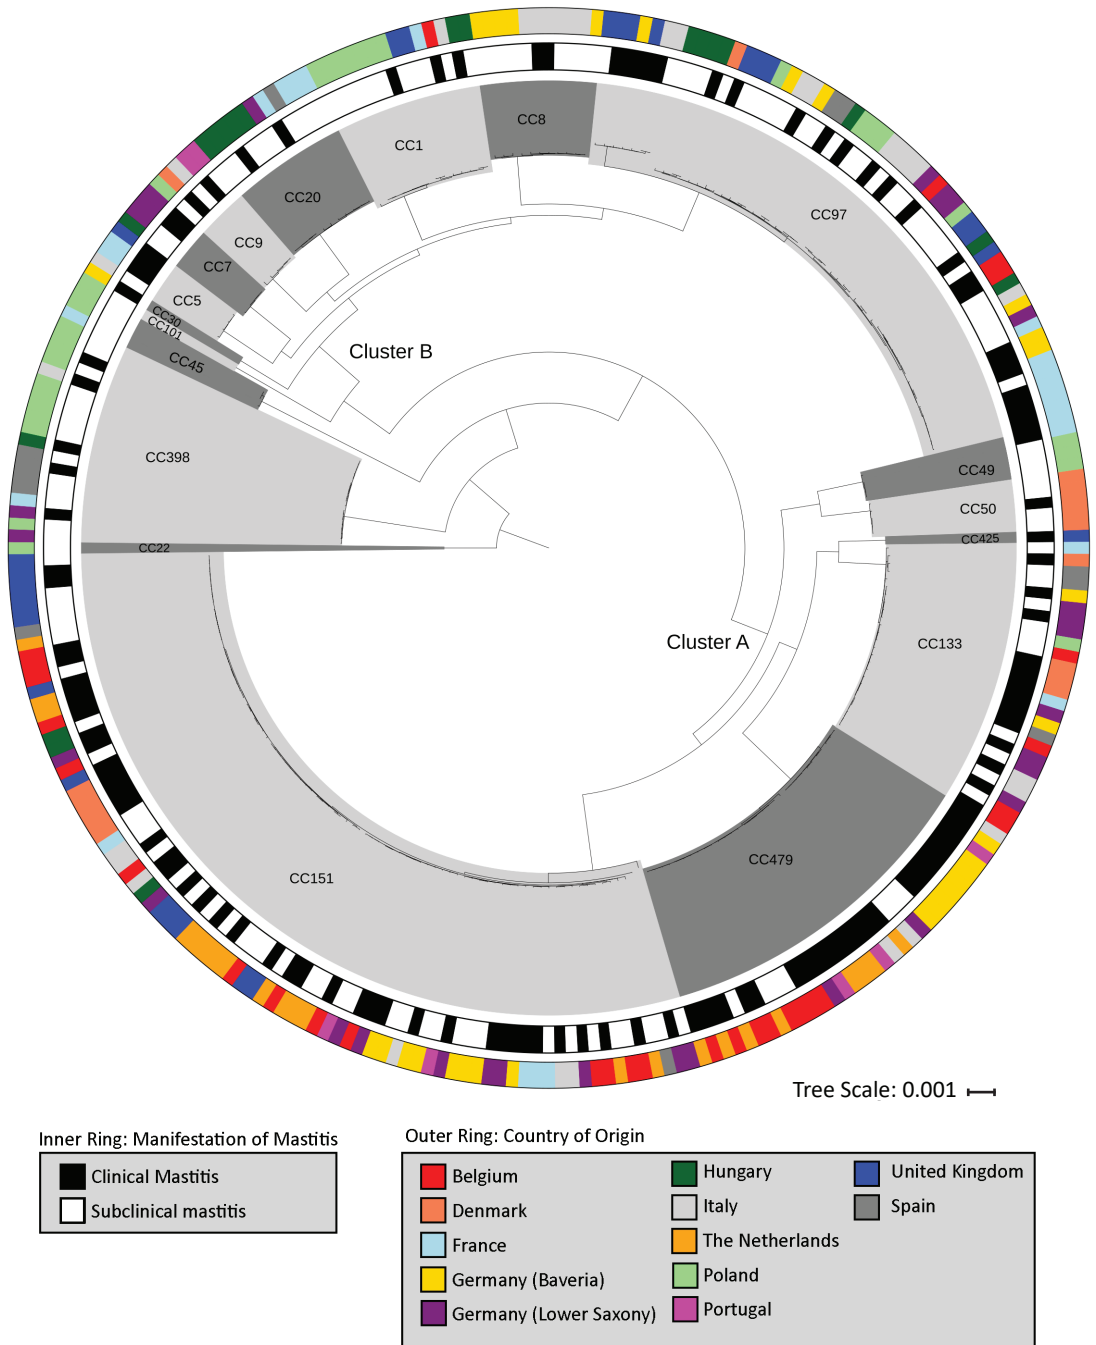 CC8
CC1
CC20
CC97
CC9
CC7
CC5
CC30
CC101
CC45
Cluster B
CC398
CC49
CC50
CC425
CC22
Cluster A
CC133
CC479
CC151
Tree Scale: 0.001
Inner Ring: Manifestation of Mastitis
Clinical Mastitis
Subclinical mastitis
Outer Ring: Country of Origin
Belgium
Denmark
France
Germany (Baveria)
Germany (Lower Saxony)
Hungary
Italy
The Netherlands
Poland
Portugal
United Kingdom
Spain